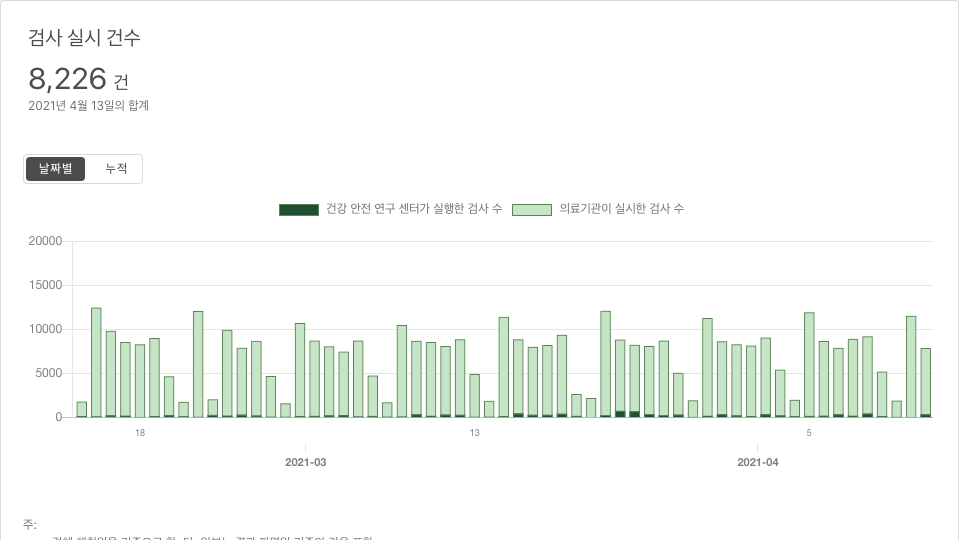 검사 실시 건수
8,226 건
2021년 4월 13일의 합계
날짜별 누적
건강 안전 연구 센터가 실행한 검사 수 의료기관이 실시한 검사 수
20000
15000
10000
5000
0
18 13 5
2021-03 2021-04
주: